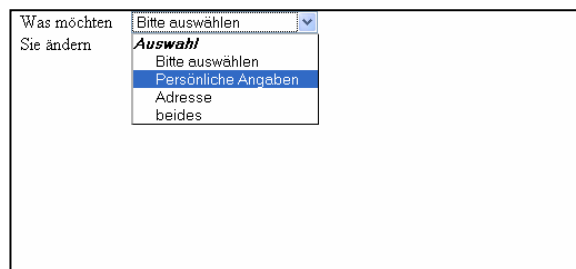 Was möchten Bitte auswählen
Sie ändern Auswahl
Bitte auswählen
Persönliche Angaben
Adresse
beides